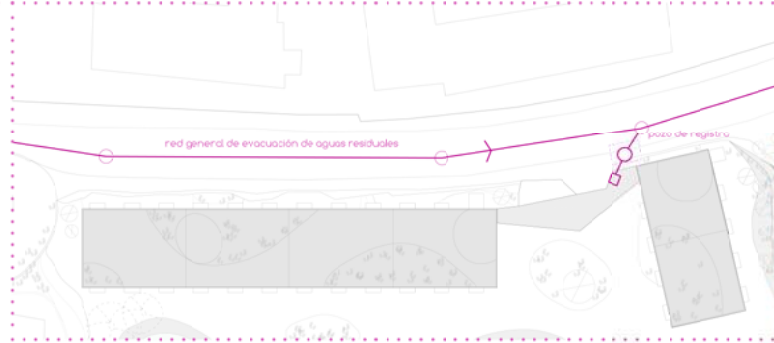 red general de evacuación de aguas residuales
pozo de registro